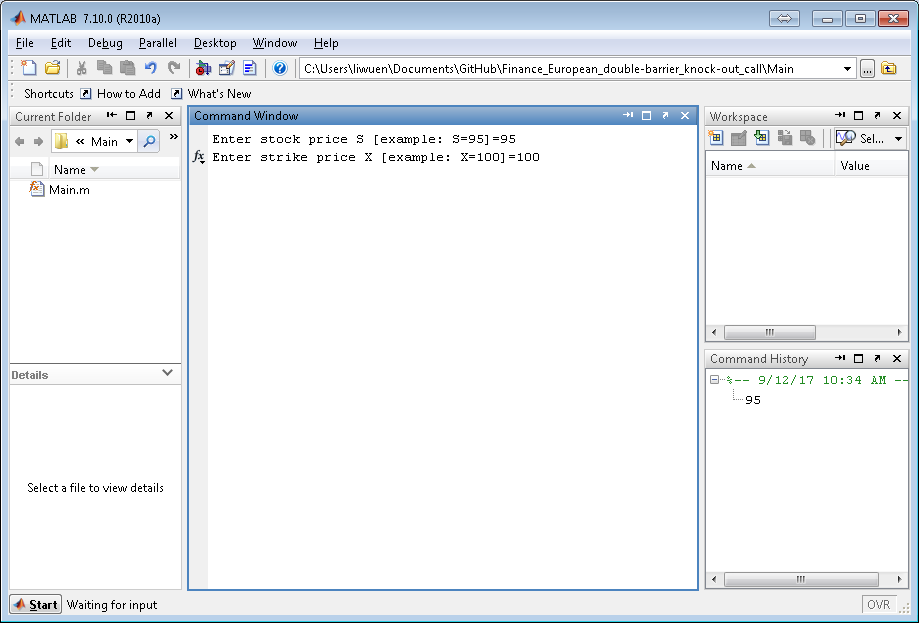 MATLAB 7.10.0 (R2010a)
File Edit Debug Parallel Desktop Window Help
C:\Users\liwuen\Documents\GitHub\Finance_European_double-barrier_knock-out_call\Main
...
Shortcuts How to Add What's New
Current Folder
« Main
»
Name
Main.m
Details
Select a file to view details
Command Window
Enter stock price S [example: S=95]=95
fx Enter strike price X [example: X=100]=100
Workspace
Sel...
Name Value
Command History
%-- 9/12/17 10:34 AM --
95
Start Waiting for input
OVR